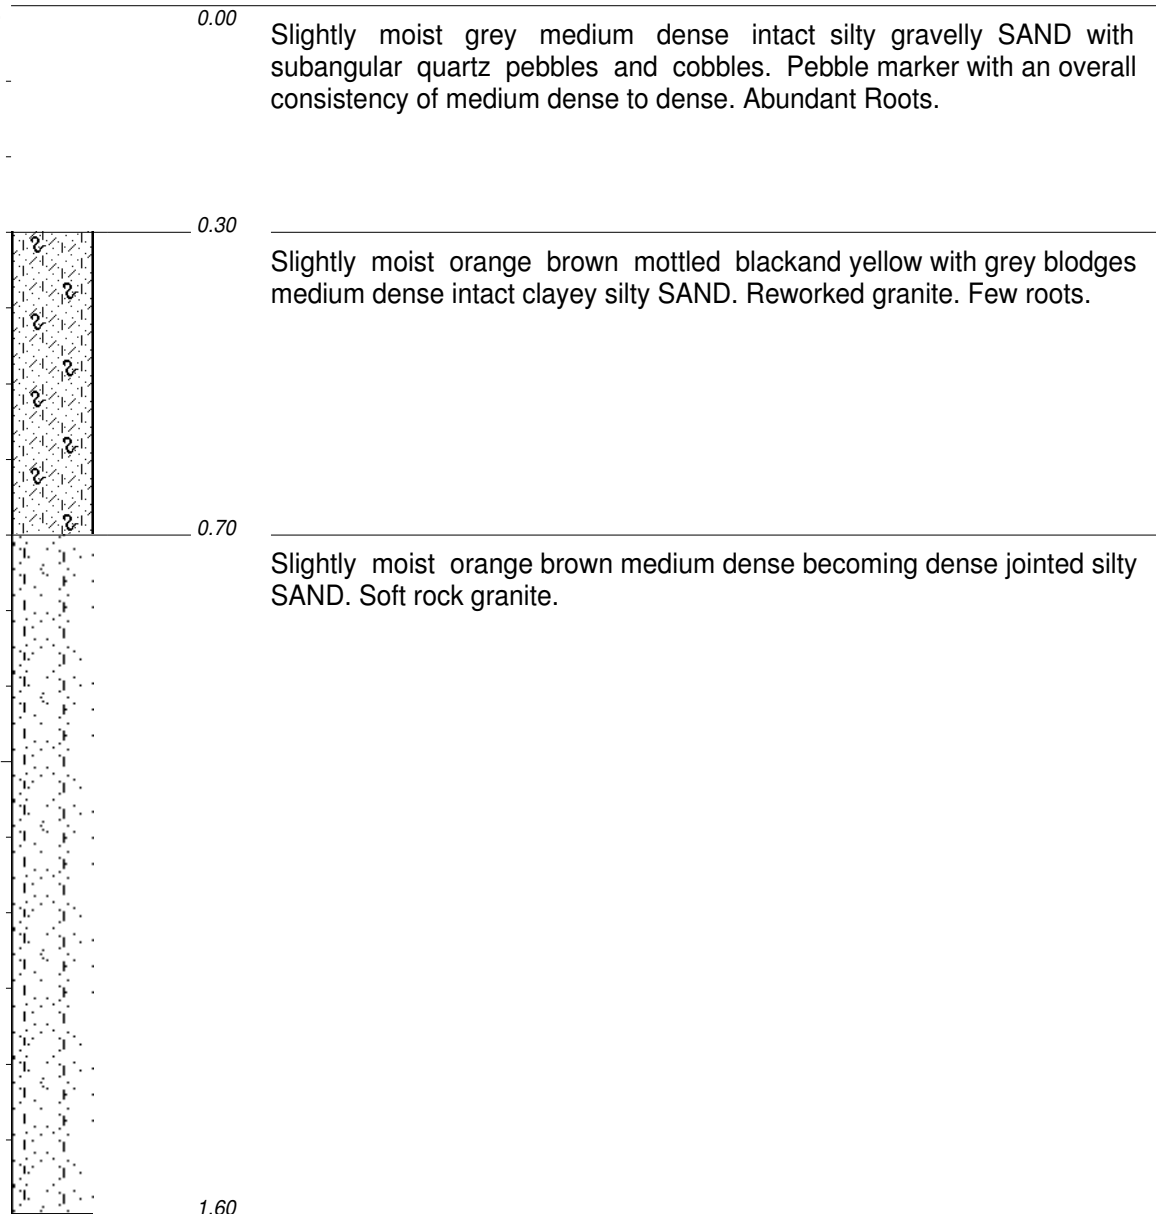 0.00
Slightly moist grey medium dense intact silty gravelly SAND with
subangular quartz pebbles and cobbles. Pebble marker with an overall
consistency of medium dense to dense. Abundant Roots.
0.30
Slightly moist orange brown mottled blackand yellow with grey blodges
medium dense intact clayey silty SAND. Reworked granite. Few roots.
0.70
Slightly moist orange brown medium dense becoming dense jointed silty
SAND. Soft rock granite.
1.60